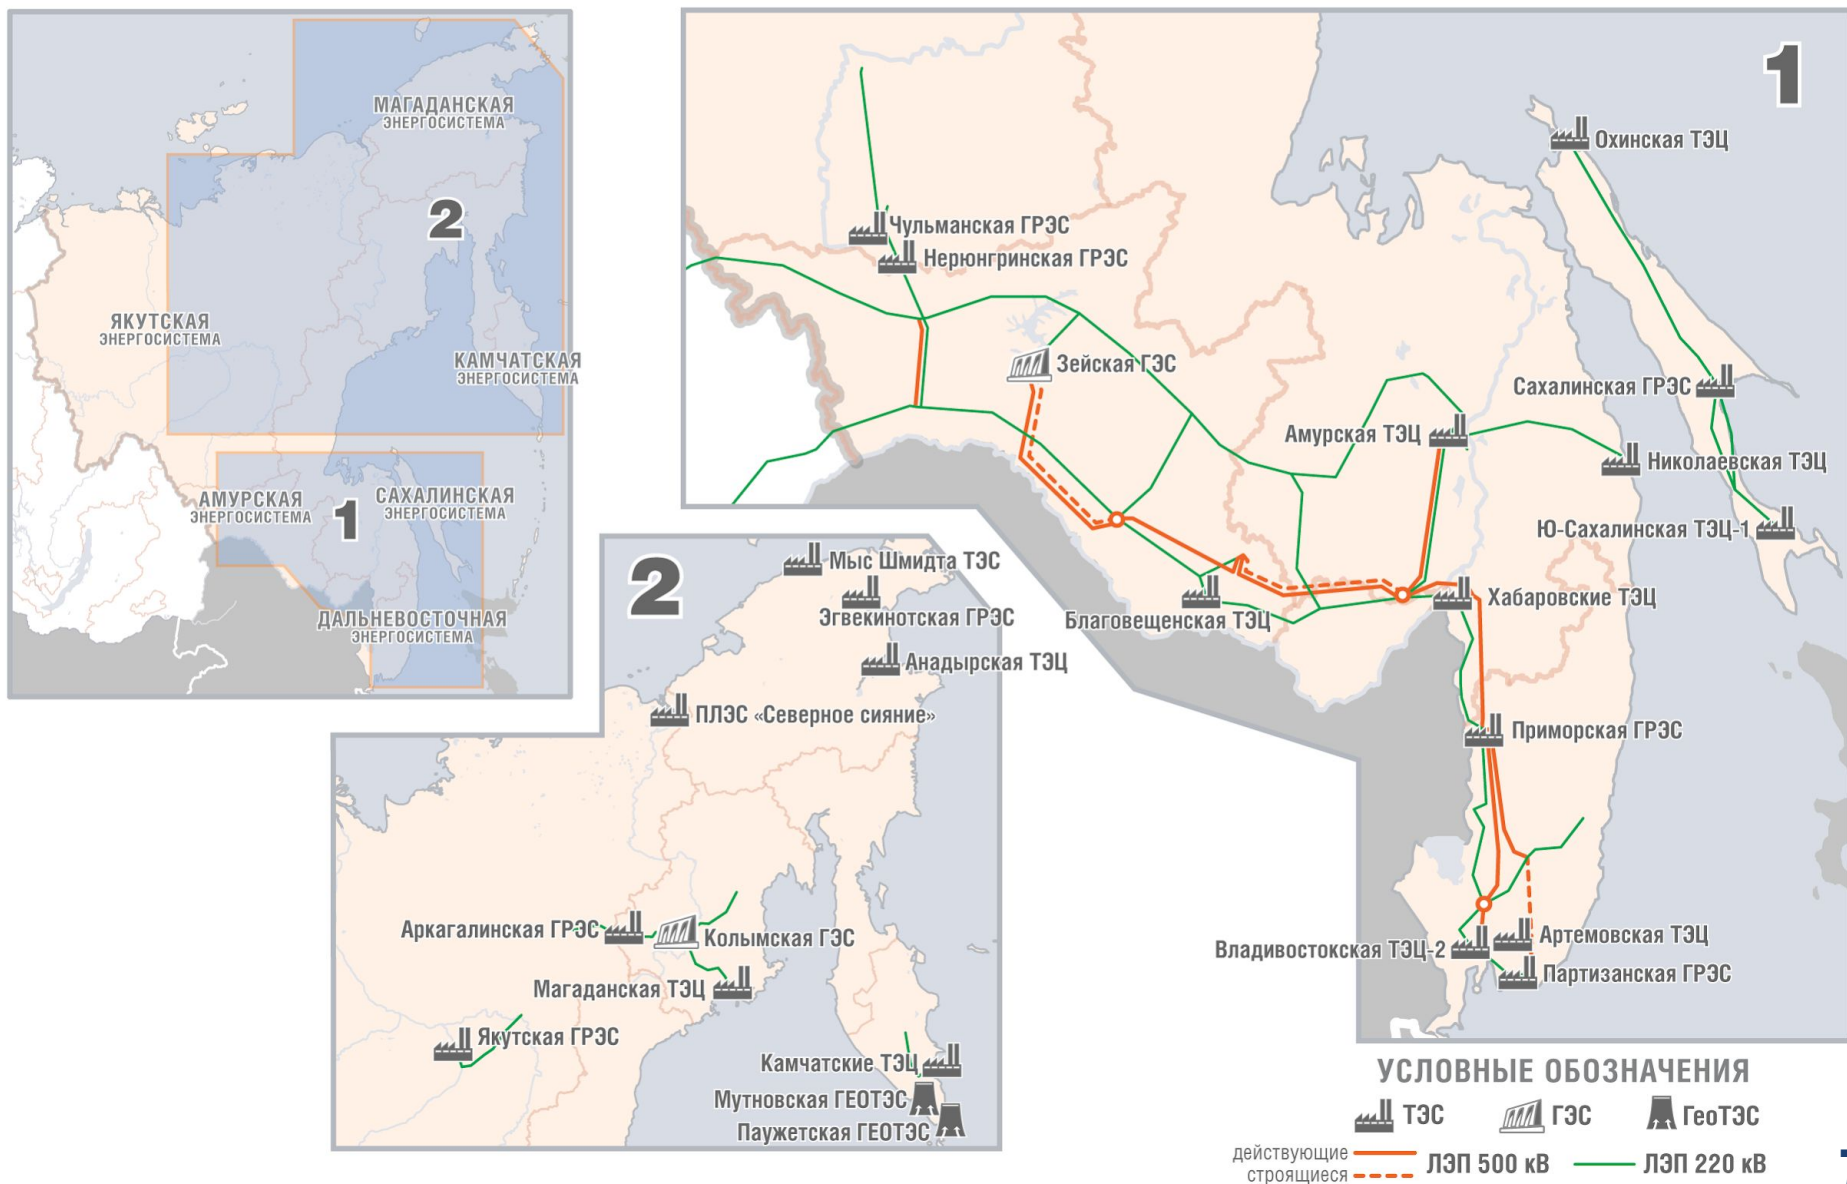 МАГАДАНСКАЯ
ЭНЕРГОСИСТЕМА
2
ЯКУТСКАЯ
ЭНЕРГОСИСТЕМА
КАМЧАТСКАЯ
ЭНЕРГОСИСТЕМА
АМУРСКАЯ
ЭНЕРГОСИСТЕМА
1
САХАЛИНСКАЯ
ЭНЕРГОСИСТЕМА
ДАЛЬНЕВОСТОЧНАЯ
ЭНЕРГОСИСТЕМА
1
Охинская ТЭЦ
Чульманская ГРЭС
Нерюнгринская ГРЭС
Зейская ГЭС
Сахалинская ГРЭС
Амурская ТЭЦ
Николаевская ТЭЦ
Ю-Сахалинская ТЭЦ-1
Хабаровские ТЭЦ
Благовещенская ТЭЦ
Приморская ГРЭС
Артемовская ТЭЦ
Владивостокская ТЭЦ-2
Партизанская ГРЭС
2
Мыс Шмидта ТЭС
Эгвекинотская ГРЭС
Анадырская ТЭЦ
ПЛЭС «Северное сияние»
Аркагалинская ГРЭС
Колымская ГЭС
Магаданская ТЭЦ
Якутская ГРЭС
Камчатские ТЭЦ
Мутновская ГЕОТЭС
Паужетская ГЕОТЭС
УСЛОВНЫЕ ОБОЗНАЧЕНИЯ
ТЭС ГЭС ГеоТЭС
действующие
строящиеся
ЛЭП 500 кВ ЛЭП 220 кВ